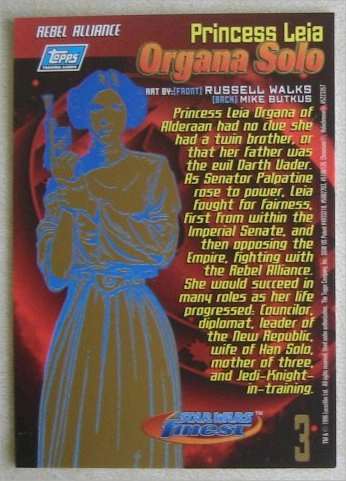 REBEL ALLIANCE
Topps
Princess Leia
Organa Solo
ART BY: [FRONT] RUSSELL WALKS
[BACK] MIKE BUTKUS
Princess Leia Organa of
Alderaan had no clue she
had a twin brother, or
that her father was
the evil Darth Vader.
As Senator Palpatine
rose to power, Leia
fought for fairness,
first from within the
Imperial Senate, and
then opposing the
Empire, fighting with
the Rebel Alliance.
She would succeed in
many roles as her life
progressed: Councilor,
diplomat, leader of
the New Republic,
wife of Han Solo,
mother of three,
and Jedi-Knight-
in-training.
STAR WARS
finest
3